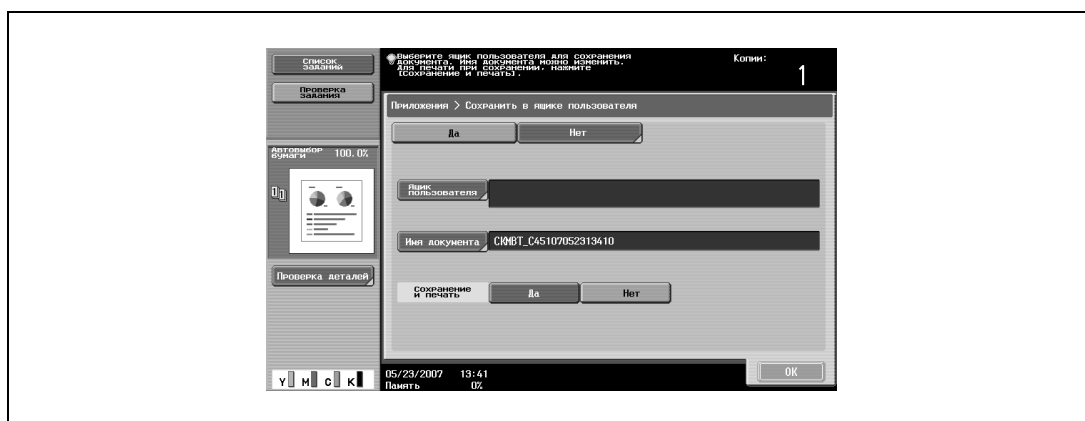 Список
заданий
Проверка
задания
Выберите ящик пользователя для сохранения
документа. Имя документа можно изменить.
Для печати при сохранении, нажмите
[Сохранение и печать].
Копии:
1
Приложения > Сохранить в ящике пользователя
Да
Нет
Автовыбор
бумаги
100.0%
Ящик
пользователя
Имя документа
СКМВТ_С45107052313410
Проверка деталей
Сохранение
и печать
Да
Нет
Y M C K
05/23/2007 13:41
Память 0%
OK